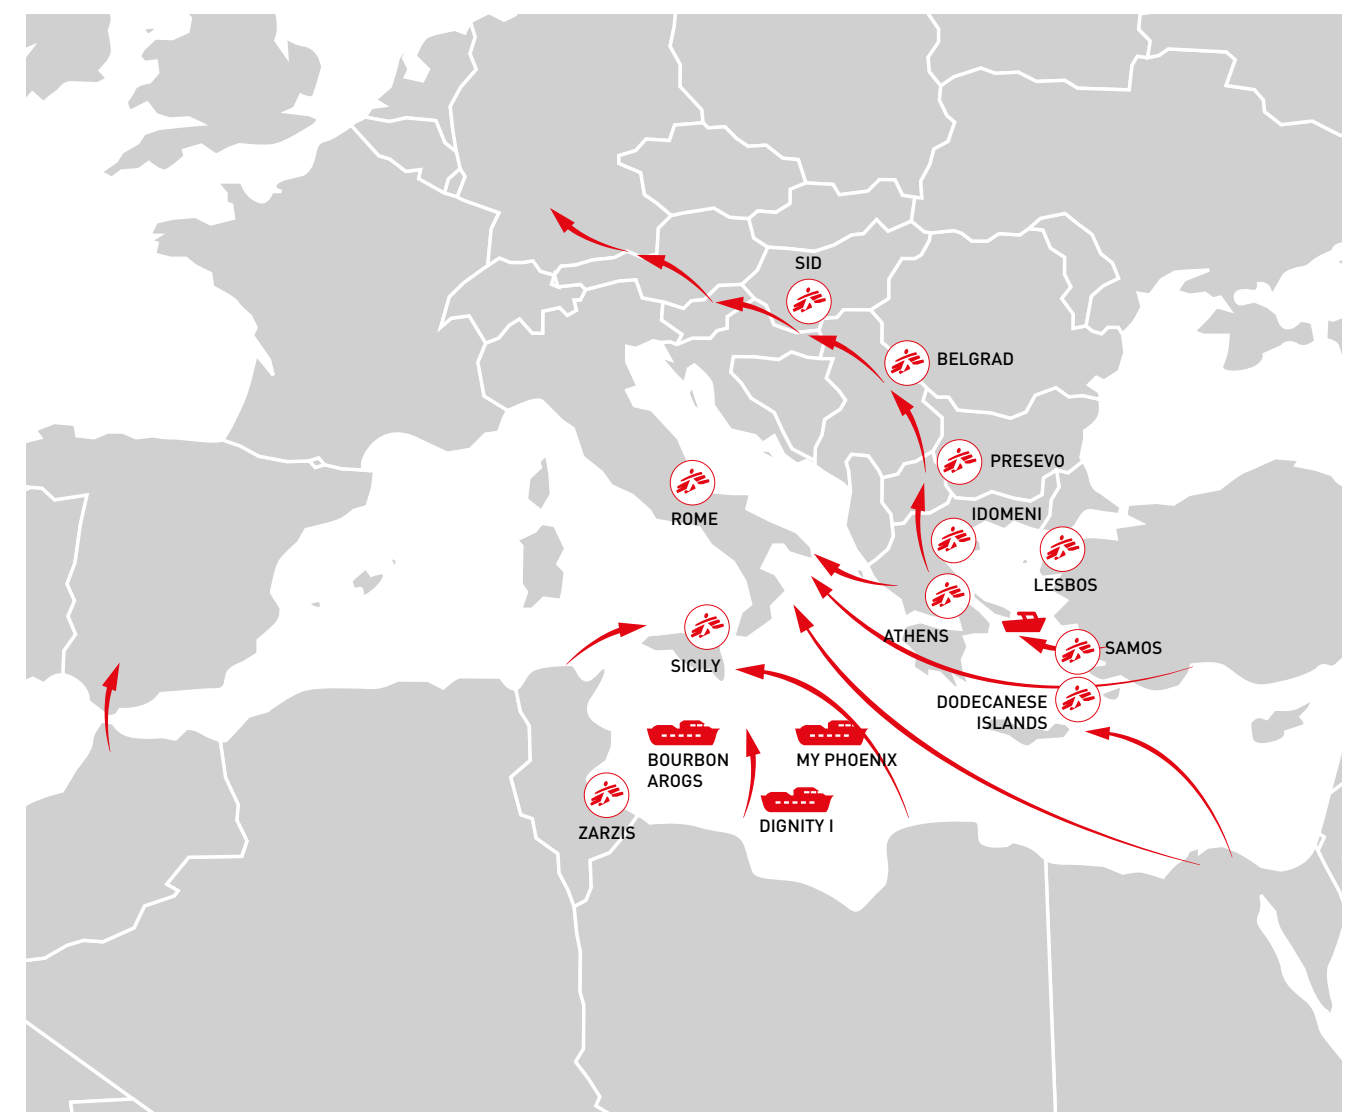 SID
BELGRAD
PRESEVO
IDOMENI
ROME
LESBOS
ATHENS
SAMOS
SICILY
DODECANESE
ISLANDS
BOURBON
AROGS
MY PHOENIX
DIGNITY I
ZARZIS